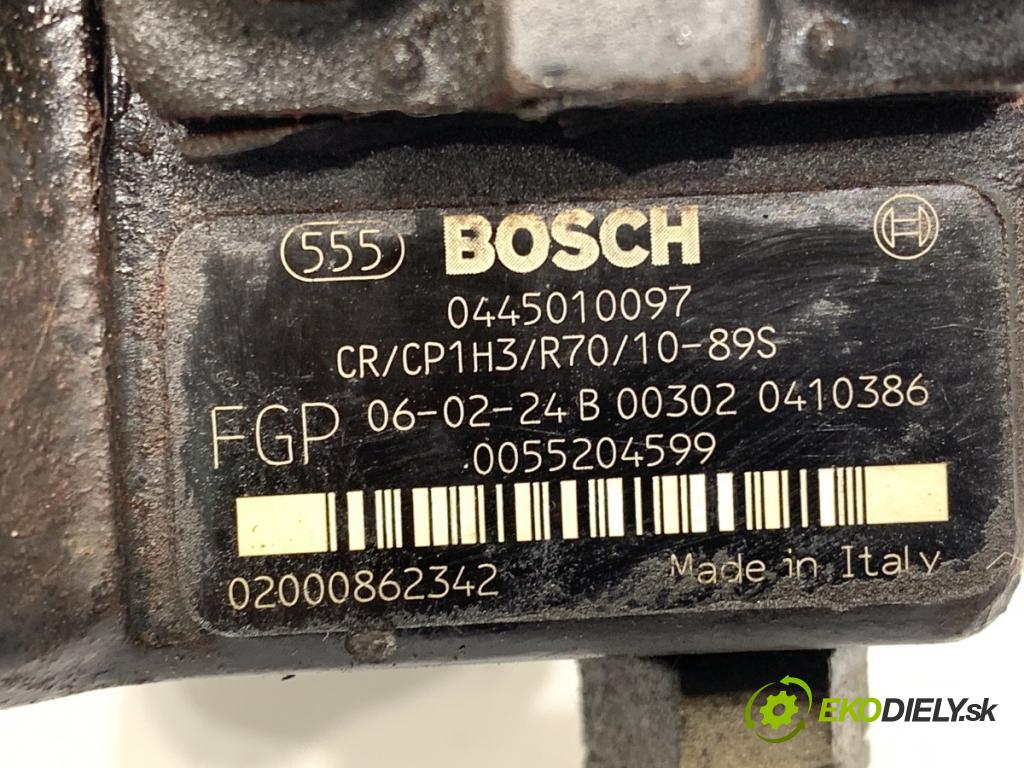 555 BOSCH
0445010097
CR/CP1H3/R70/10-89S
FGP 06-02-24 B 00302 0410386
.0055204599
02000862342 Made in Italy
EKODIELY.sk